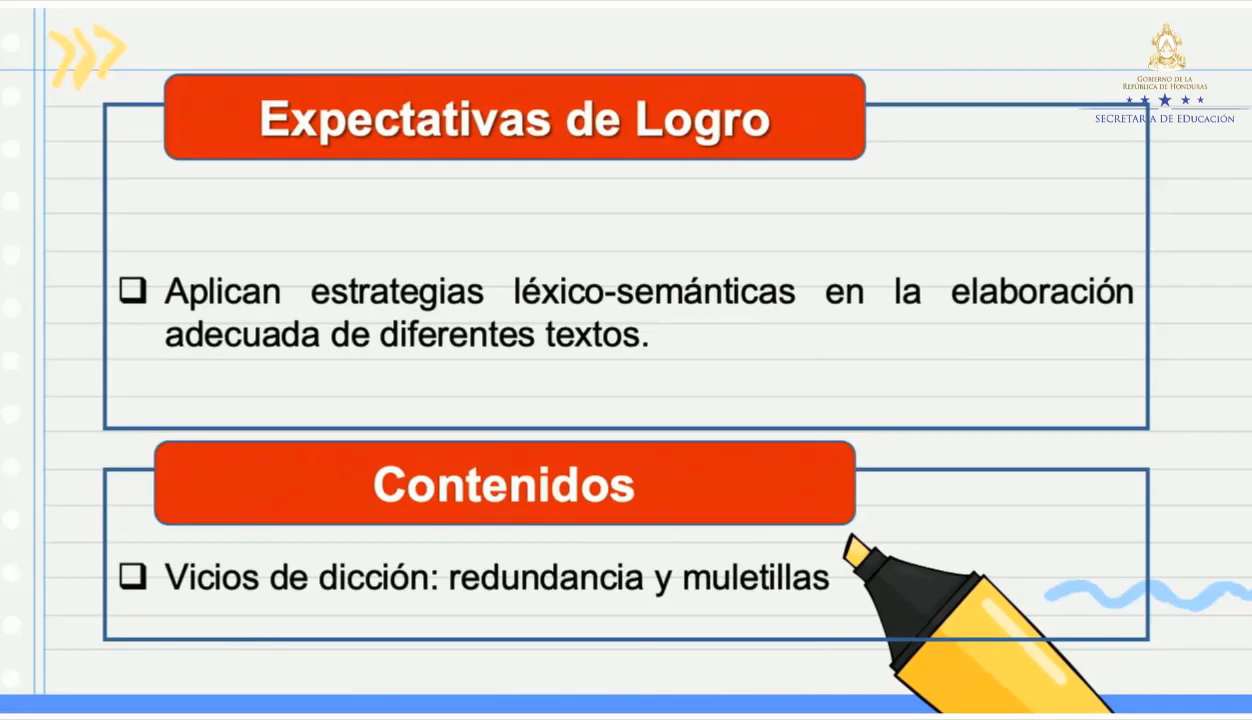 GOBIERNO DE LA
REPÚBLICA DE HONDURAS
SECRETARÍA DE EDUCACIÓN
Expectativas de Logro
Aplican estrategias léxico-semánticas en la elaboración
adecuada de diferentes textos.
Contenidos
Vicios de dicción: redundancia y muletillas